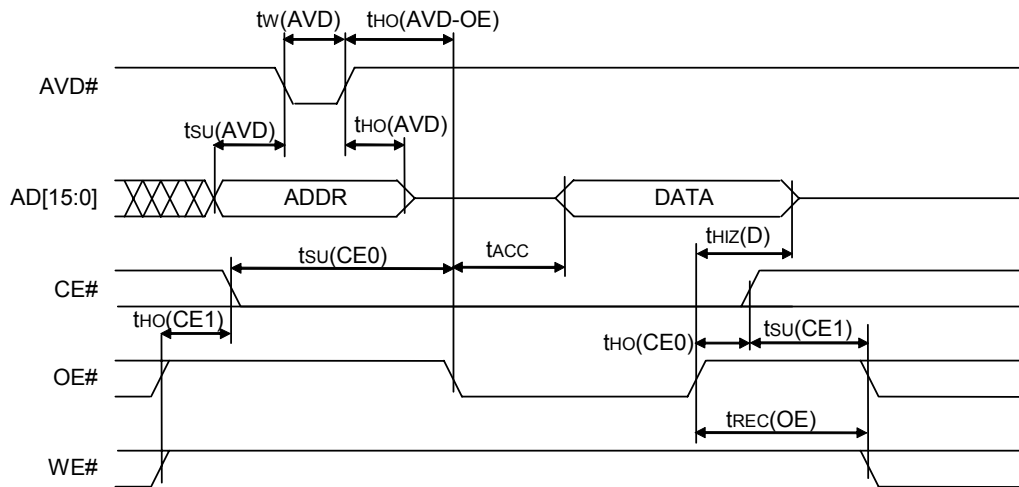 tW(AVD) tHO(AVD-OE)
AVD#
tSU(AVD) tHO(AVD)
AD[15:0] ADDR DATA
tHIZ(D)
tSU(CE0) tACC
CE#
tHO(CE1)
tHO(CE0) tSU(CE1)
OE#
tREC(OE)
WE#